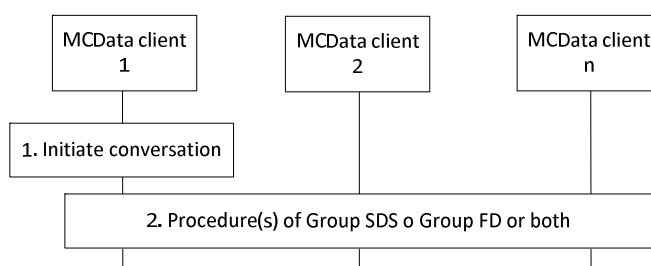 MCData client
1
MCData client
2
MCData client
n
1. Initiate conversation
2. Procedure(s) of Group SDS o Group FD or both